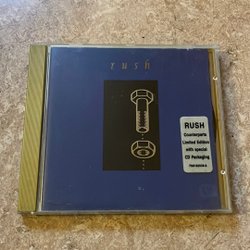 rush
RUSH
Counterparts
Limited Edition
with special
CD Packaging